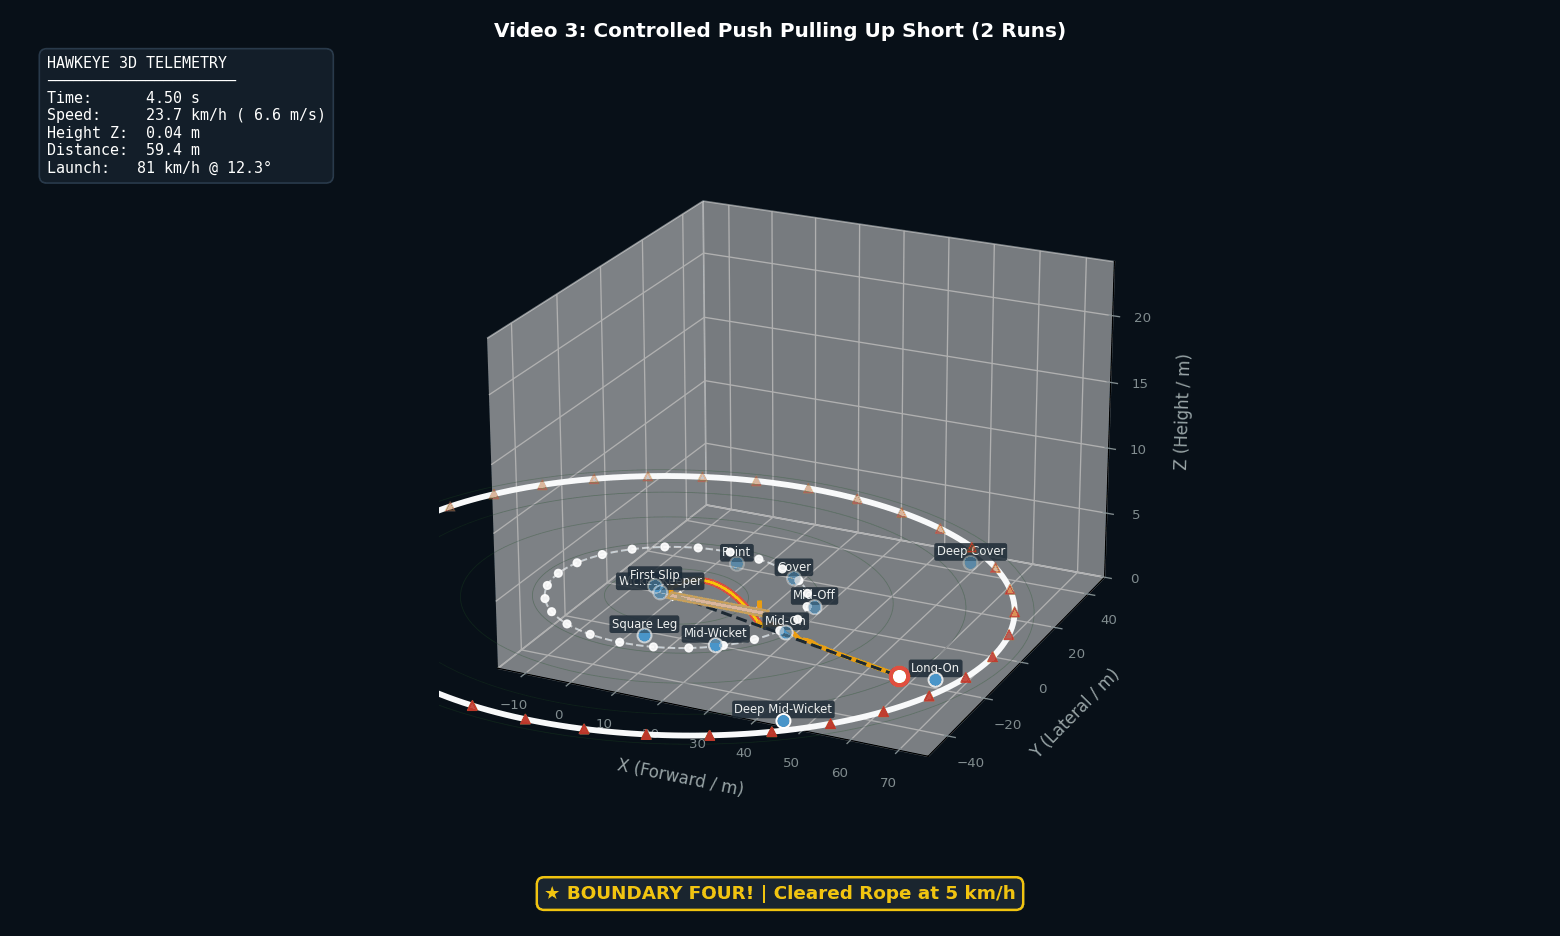 Video 3: Controlled Push Pulling Up Short (2 Runs)
HAWKEYE 3D TELEMETRY
Time: 4.50 s
Speed: 23.7 km/h ( 6.6 m/s)
Height Z: 0.04 m
Distance: 59.4 m
Launch: 81 km/h @ 12.3°
20
15
10
5
0
Z (Height / m)
Point
Deep Cover
First Slip
Cover
Mid-Off
Square Leg
Mid-Wicket
Mid-On
Long-On
Deep Mid-Wicket
40
20
0
−20
−40
Y (Lateral / m)
−10
0
10
20
30
40
50
60
70
X (Forward / m)
★ BOUNDARY FOUR! | Cleared Rope at 5 km/h